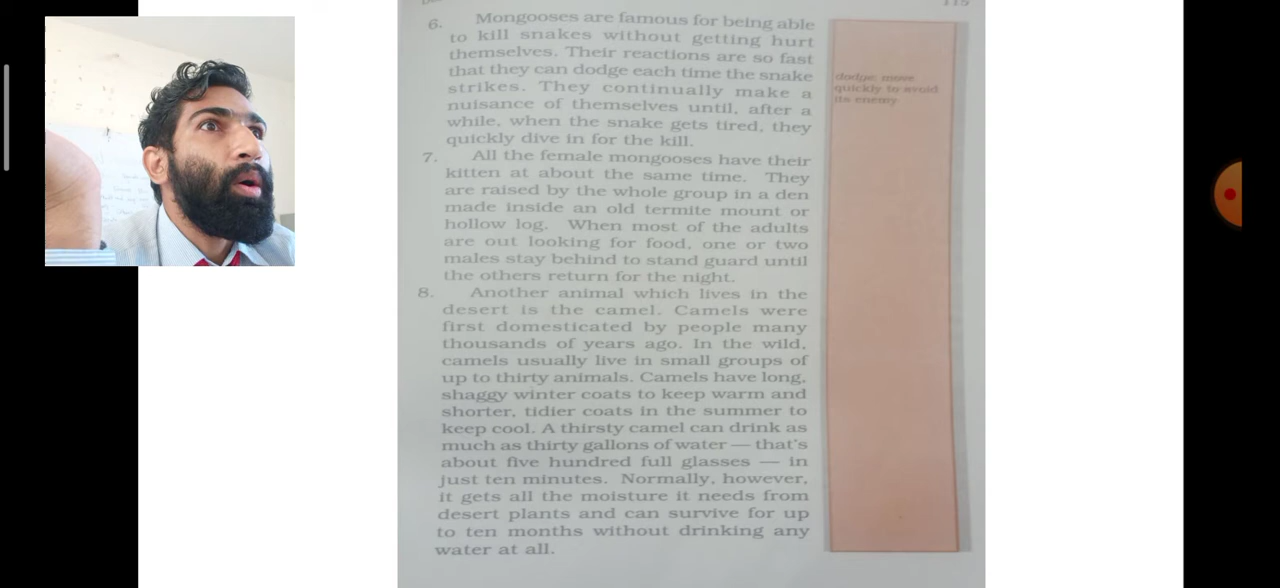 115
6. Mongooses are famous for being able
to kill snakes without getting hurt
themselves. Their reactions are so fast
that they can dodge each time the snake
strikes. They continually make a
nuisance of themselves until, after a
while, when the snake gets tired, they
quickly dive in for the kill.
dodge: move
quickly to avoid
its enemy
7. All the female mongooses have their
kitten at about the same time. They
are raised by the whole group in a den
made inside an old termite mount or
hollow log. When most of the adults
are out looking for food, one or two
males stay behind to stand guard until
the others return for the night.
8. Another animal which lives in the
desert is the camel. Camels were
first domesticated by people many
thousands of years ago. In the wild,
camels usually live in small groups of
up to thirty animals. Camels have long,
shaggy winter coats to keep warm and
shorter, tidier coats in the summer to
keep cool. A thirsty camel can drink as
much as thirty gallons of water — that's
about five hundred full glasses — in
just ten minutes. Normally, however,
it gets all the moisture it needs from
desert plants and can survive for up
to ten months without drinking any
water at all.